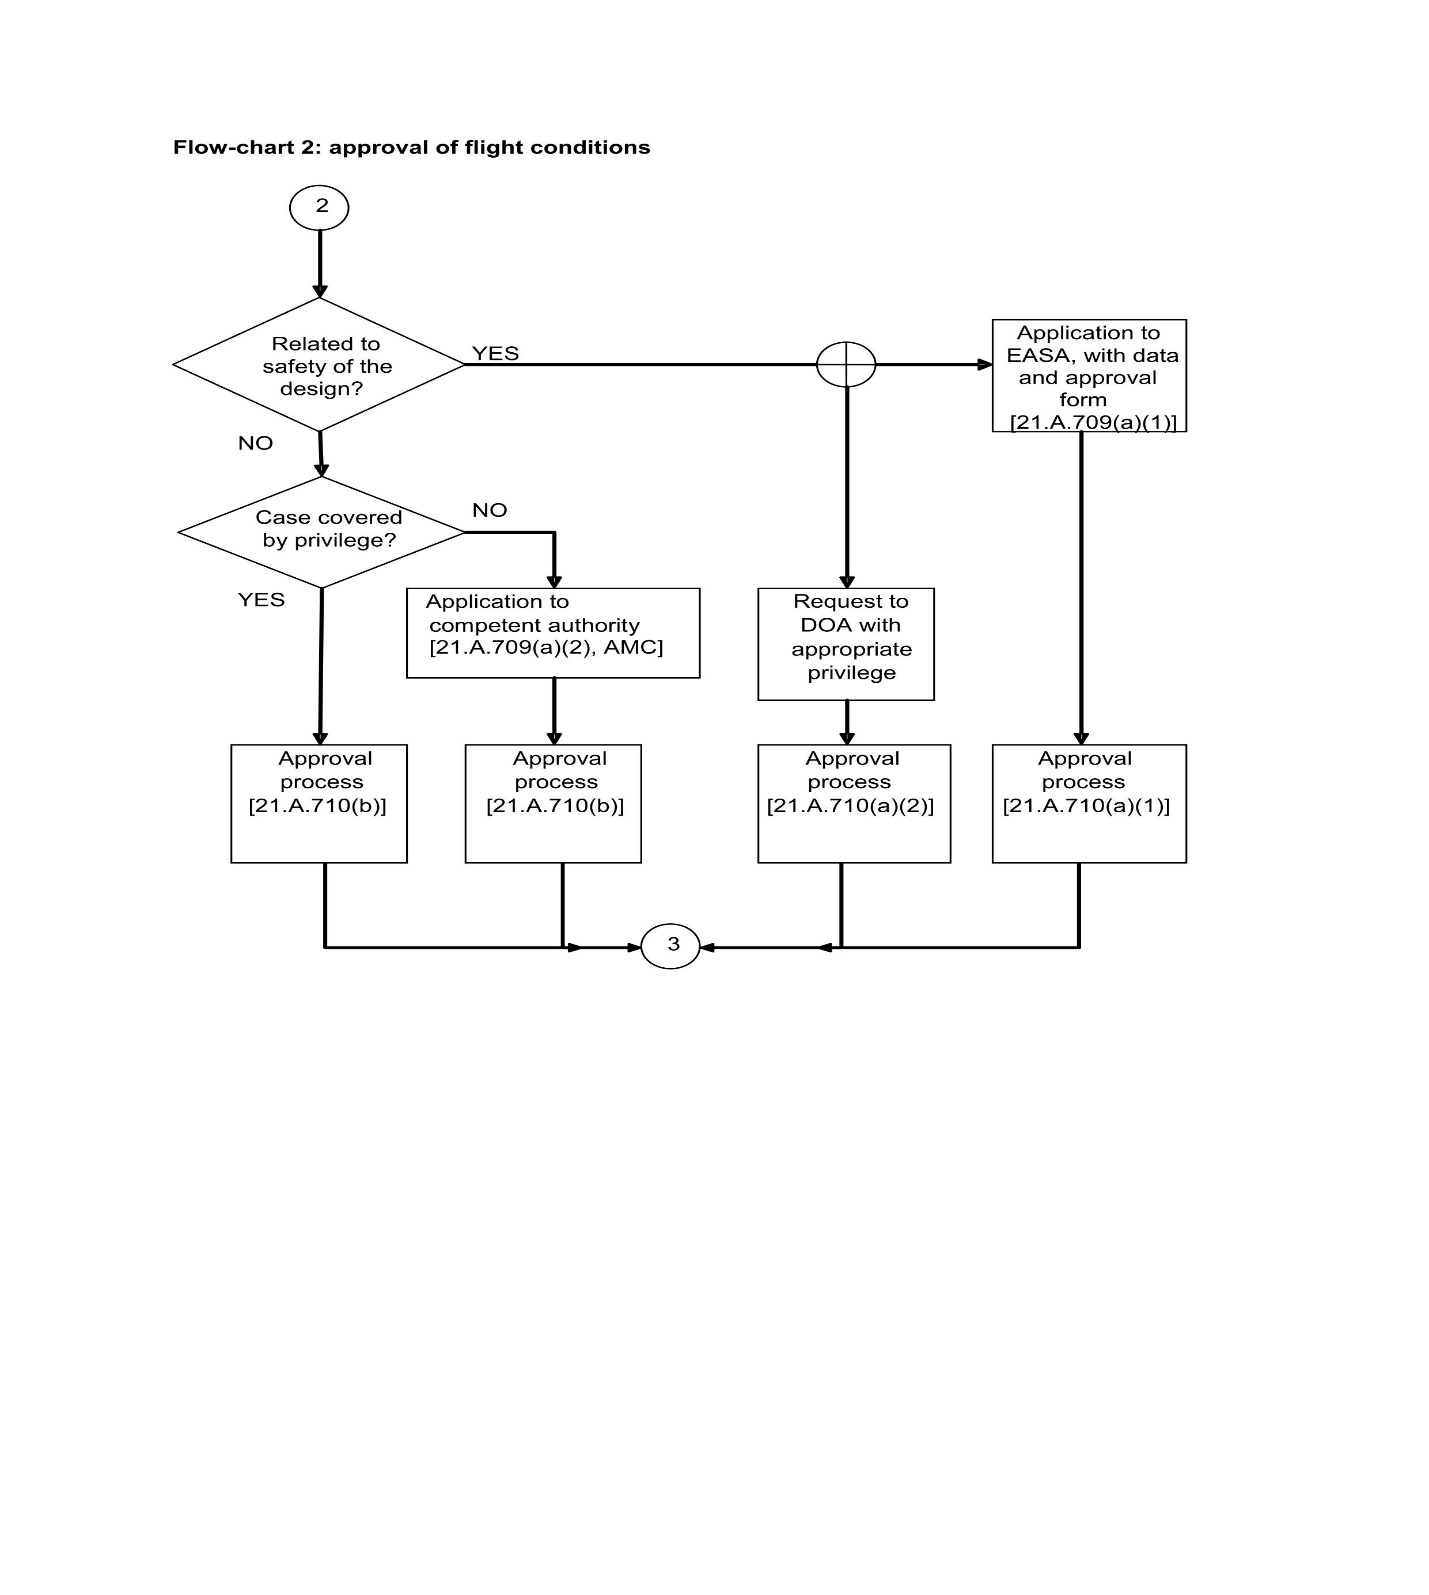 Flow-chart 2: approval of flight conditions
2
Related to
safety of the
design?
YES
Application to
EASA, with data
and approval
form
[21.A.709(a)(1)]
NO
Case covered
by privilege?
NO
YES
Application to
competent authority
[21.A.709(a)(2), AMC]
Request to
DOA with
appropriate
privilege
Approval
process
[21.A.710(b)]
Approval
process
[21.A.710(b)]
Approval
process
[21.A.710(a)(2)]
Approval
process
[21.A.710(a)(1)]
3